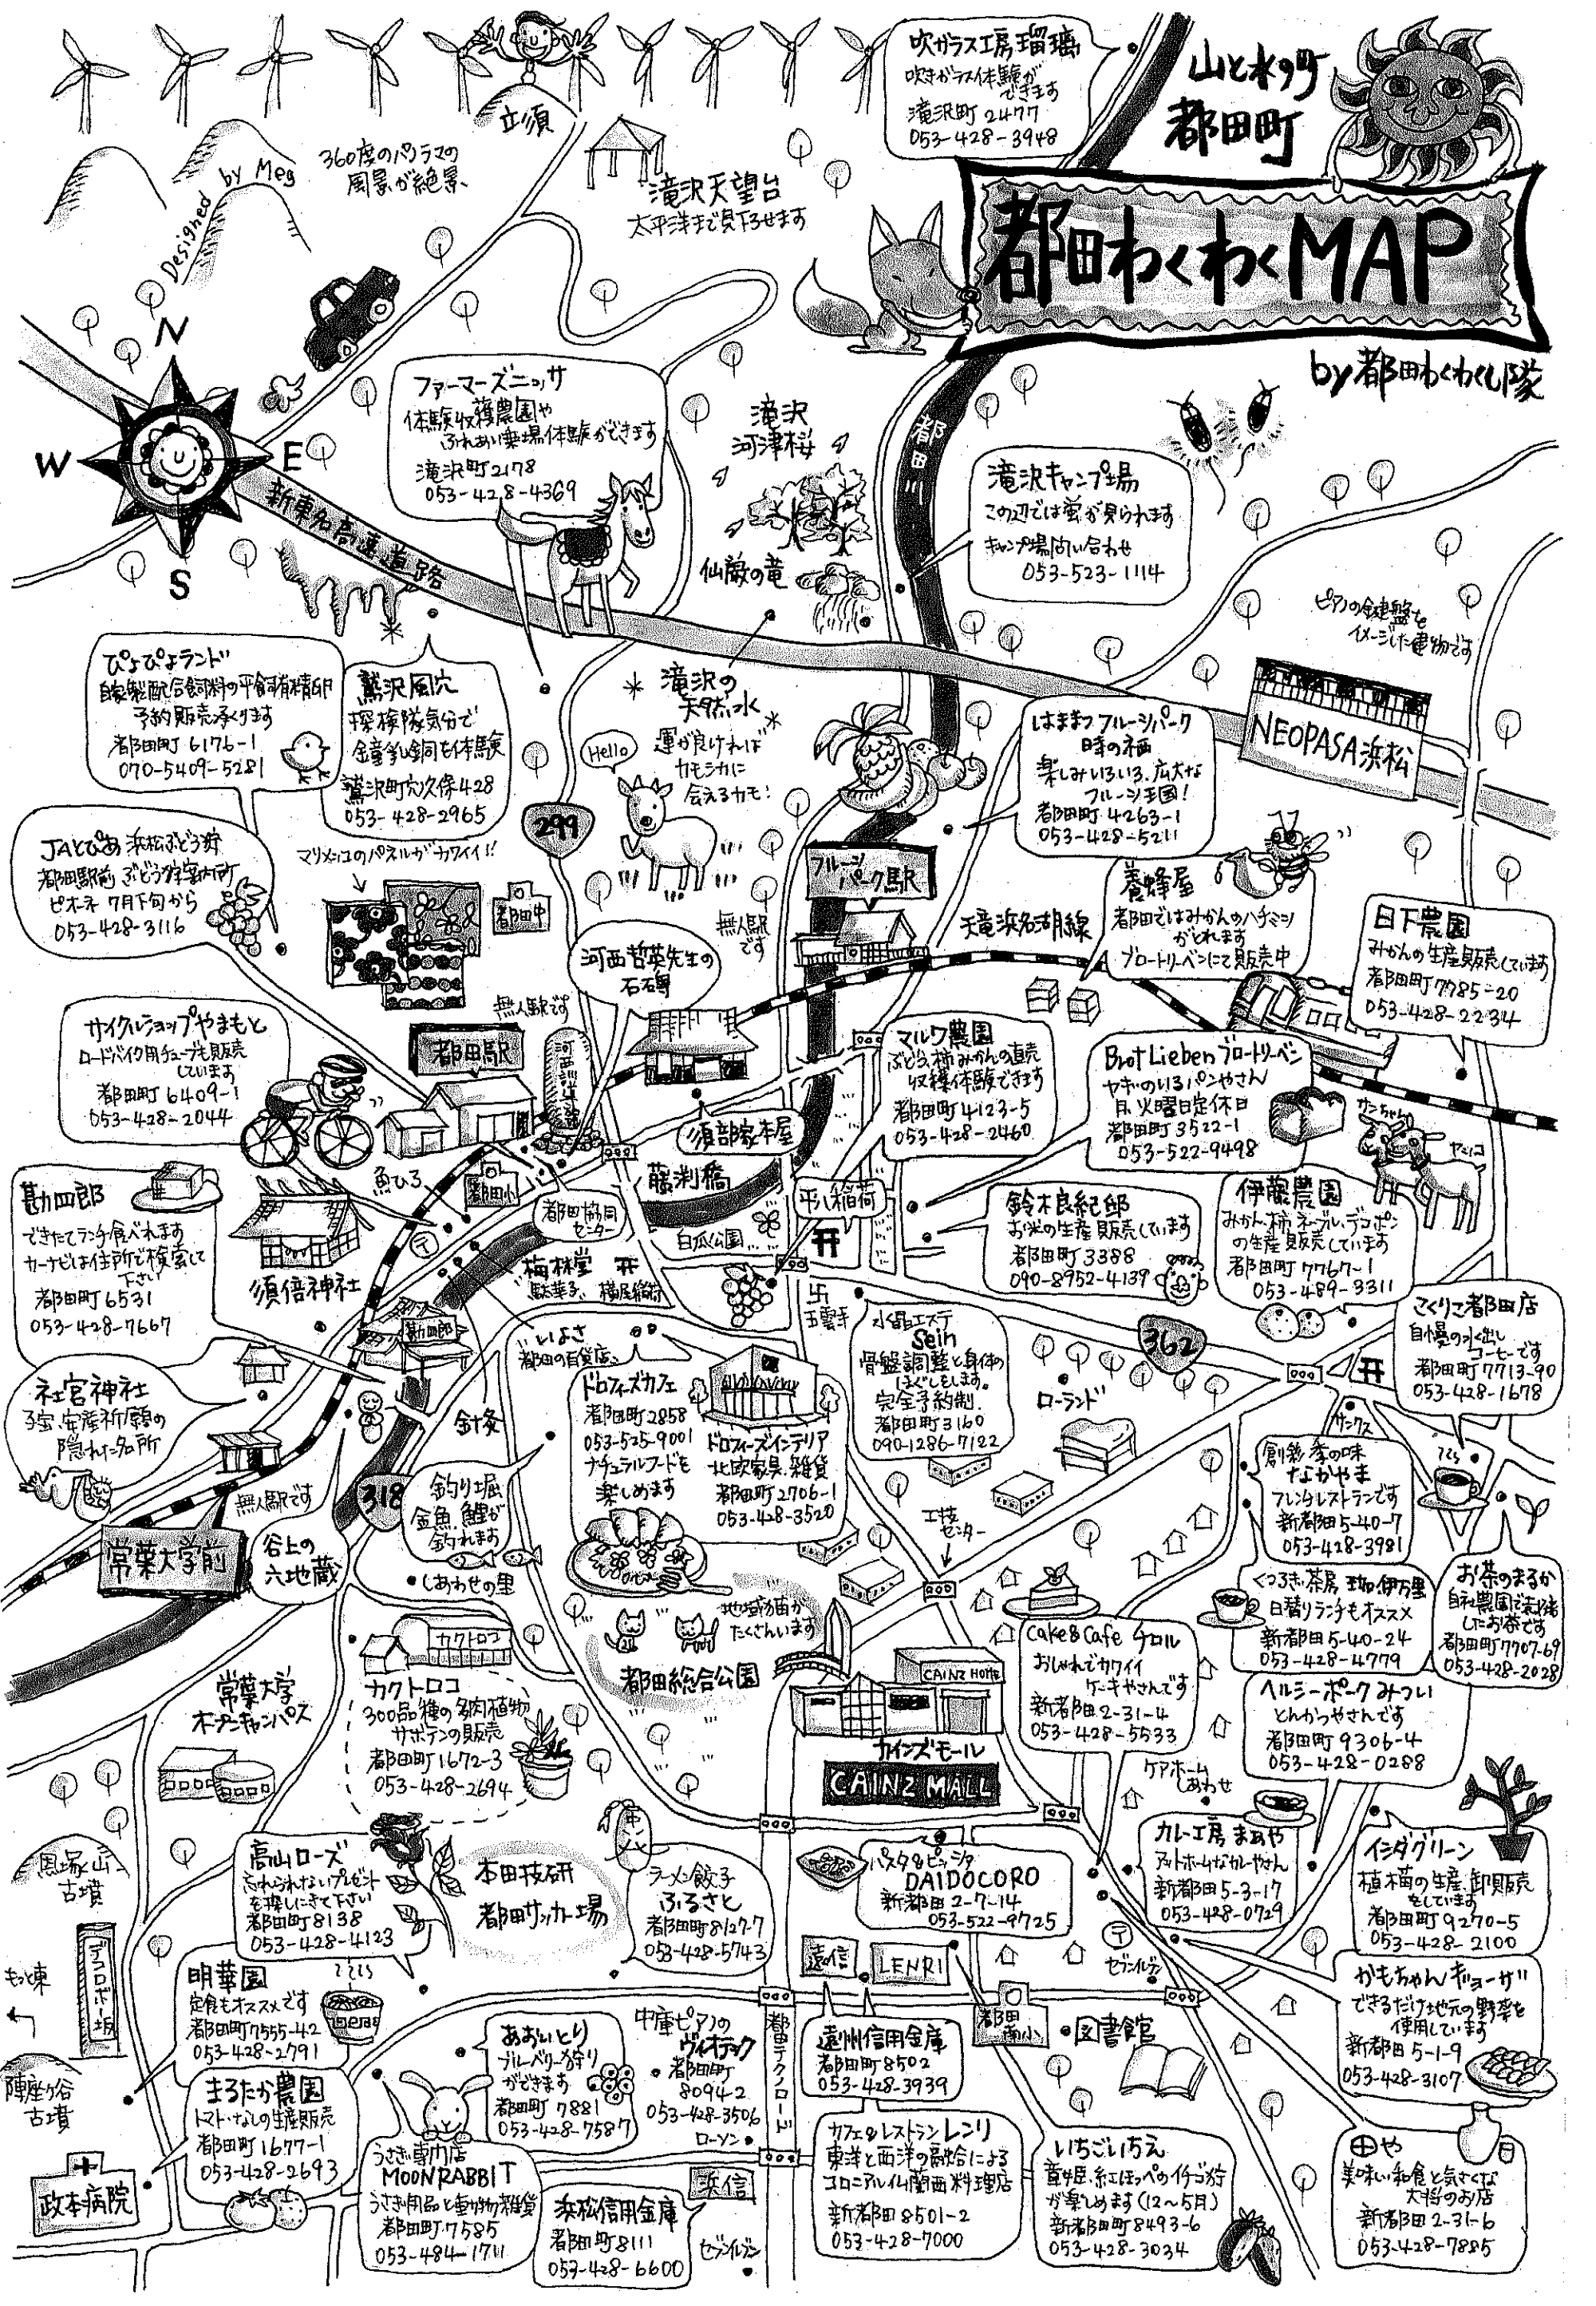 吹ガラス工房 瑠璃
吹きガラス体験が
できます
滝沢町 2477
053-428-3948
山と水の町
都田町
都田わくわくMAP
by 都田わくわくし隊
立須
360度のパノラマの
風景が絶景
Designed by Meg
滝沢天望台
太平洋まで見下ろせます
N
W
E
S
新東名高速道路
ファーマーズニッサ
体験収穫農園や
ふれあい乗場体験ができます
滝沢町2178
053-428-4369
滝沢
河津桜
都田川
滝沢キャンプ場
この辺では蛍が見られます
キャンプ場問い合わせ
053-523-1114
仙厳の滝
ピアノの鍵盤を
イメージした建物です
NEOPASA浜松
ぴよぴよランド
自家製配合飼料の平飼有精卵
予約販売承ります
都田町 6176-1
070-5409-5281
鷲沢風穴
探検隊気分で
鍾乳洞を体験
鷲沢町穴久保428
053-428-2965
滝沢の
天然水
運が良ければ
カモシカに
会えるカモ!
Hello
299
はままつフルーツパーク
時の栖
楽しみいろいろ、広大な
フルーツ王国!
都田町 4263-1
053-428-5211
JAとぴあ 浜松ぶどう狩
都田駅前 ぶどう狩案内所
ピオーネ 7月下旬から
053-428-3116
マリメッコのパネルがカワイイ!!
都田中
フルーツ
パーク駅
無人駅
です
天竜浜名湖線
養蜂屋
都田ではみかんのハチミツ
がとれます
ブロートリーベンにて販売中
日下農園
みかんの生産販売しています
都田町7785-20
053-428-2234
河西哲英先生の
石碑
サイクルショップやまもと
ロードバイク用チューブも販売
しています
都田町 6409-1
053-428-2044
無人駅です
都田駅
須部家本屋
マルワ農園
ぶどう、柿、みかんの直売
収穫体験できます
都田町4123-5
053-428-2460
Brot Lieben ブロートリーベン
ヤギのいるパンやさん
月、火曜日定休日
都田町 3522-1
053-522-9498
サンちゃん
勘四郎
できたてランチ食べれます
カーナビは住所で検索して
下さい
都田町 6531
053-428-7667
須倍神社
魚ひろ
都田小
都田協同
センター
藤渕橋
白瓜公園
平八稲荷
鈴木良紀邸
お米の生産販売しています
都田町3388
090-8952-4139
伊藤農園
みかん、柿、ネーブル、デコポン
の生産販売しています
都田町 7767-1
053-489-3311
梅林堂
駄菓子
横尾稲荷
いよさ
都田の百貨店
勘四郎
社宮神社
子宝、安産祈願の
隠れた名所
針灸
五雲寺
水晶エステ
Sein
骨盤調整と身体の
ほぐしをします。
完全予約制
都田町 3160
090-1286-7122
362
ローランド
こくりこ都田店
自慢の水出し
コーヒーです
都田町7713-90
053-428-1678
ドロフィーズカフェ
都田町2858
053-525-9001
ナチュラルフードを
楽しめます
ドロフィーズインテリア
北欧家具、雑貨
都田町 2706-1
053-428-3520
サンクス
創彩・季の味
なかやま
フレンチレストランです
新都田5-40-7
053-428-3981
無人駅です
常葉大学前
谷上の
六地蔵
318
釣り堀
金魚、鯉が
釣れます
しあわせの里
工技
センター
地域猫が
たくさんいます
都田総合公園
くつろぎ茶房 珈伊万里
日替りランチもオススメ
新都田 5-40-24
053-428-4779
お茶のまるか
自社農園で栽培
したお茶です
都田町7707-69
053-428-2028
常葉大学
オープンキャンパス
カクトロコ
カクトロコ
300品種の多肉植物
サボテンの販売
都田町 1672-3
053-428-2694
CAINZ HOME
カインズモール
CAINZ MALL
Cake&Cafe チロル
おしゃれでカワイイ
ケーキやさんです
新都田 2-31-4
053-428-5533
ヘルシーポーク みつい
とんかつやさんです
都田町 9306-4
053-428-0288
ケアホーム
しあわせ
カレー工房 まぁや
アットホームなカレーやさん
新都田 5-3-17
053-428-0729
イシダグリーン
植苗の生産、卸販売
をしています
都田町 9270-5
053-428-2100
見塚山
古墳
高山ローズ
忘れられないプレゼント
を探しにきて下さい
都田町8138
053-428-4123
本田技研
都田サッカー場
ラーメン餃子
ふるさと
都田町8127-7
053-428-5743
パスタ&ピッツァ
DAIDOCORO
新都田 2-7-14
053-522-9725
セブンイレブン
もっと東
デコロポー坂
明華園
定食もオススメです
都田町7555-42
053-428-2791
遠信
LENRI
都田南小
図書館
かもちゃんギョーザ
できるだけ地元の野菜を
使用しています
新都田 5-1-9
053-428-3107
陣座ヶ谷
古墳
まるたか農園
トマト・なしの生産販売
都田町1677-1
053-428-2693
政本病院
あおいとり
ブルーベリー狩り
ができます
都田町 7881
053-428-7587
中庫ピアノの
ヴィオテック
都田町
8094-2
053-428-3506
ローソン
都田テクノロード
遠州信用金庫
都田町8502
053-428-3939
うさぎ専門店
MOONRABBIT
うさぎ用品と動物雑貨
都田町7585
053-484-1711
浜松信用金庫
都田町8111
053-428-6600
浜信
セブンイレブン
カフェ&レストラン レンリ
東洋と西洋の融合による
コロニアル仏蘭西料理店
新都田8501-2
053-428-7000
いちごいちえ
章姫・紅ほっぺのイチゴ狩
が楽しめます(12〜5月)
新都田町8493-6
053-428-3034
田や
美味しい和食と気さくな
大将のお店
新都田 2-31-6
053-428-7885